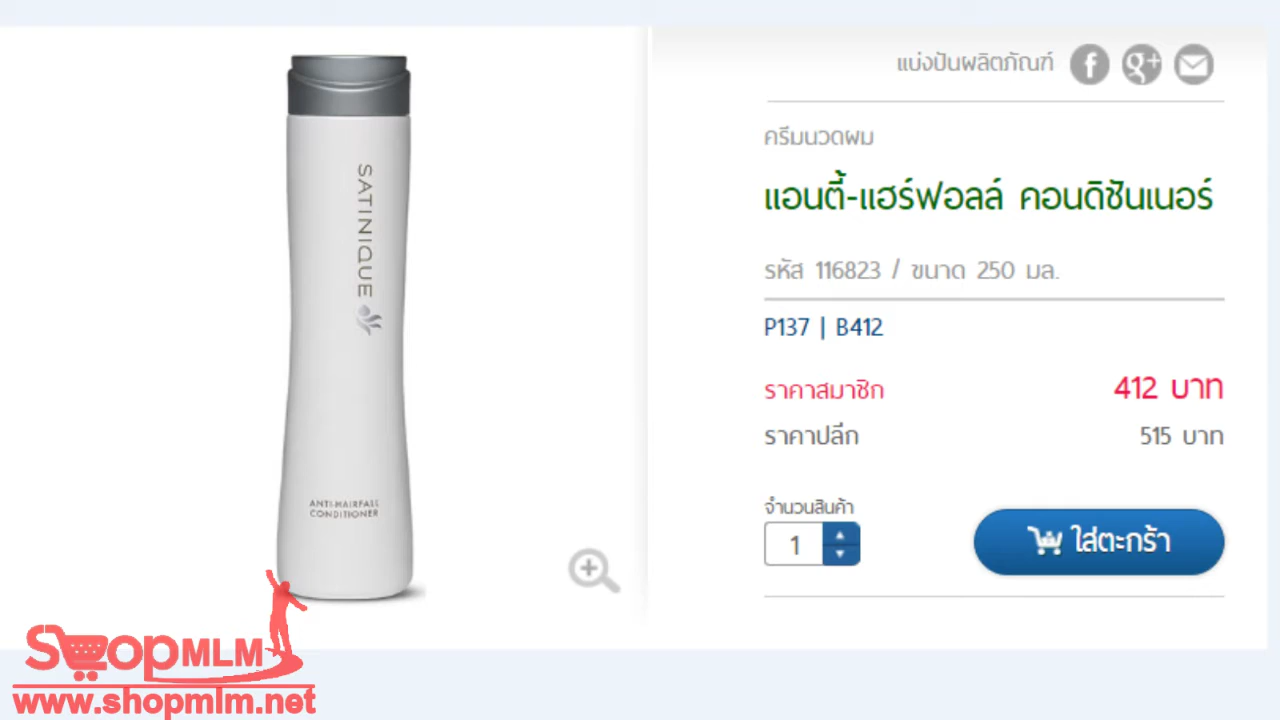 SATINIQUE
ANTI-HAIRFALL
CONDITIONER
แบ่งปันผลิตภัณฑ์
f
g+
ครีมนวดผม
แอนตี้-แฮร์ฟอลล์ คอนดิชันเนอร์
รหัส 116823 / ขนาด 250 มล.
P137 | B412
ราคาสมาชิก 412 บาท
ราคาปลีก 515 บาท
จำนวนสินค้า
1
ใส่ตะกร้า
SHOPMLM
www.shopmlm.net